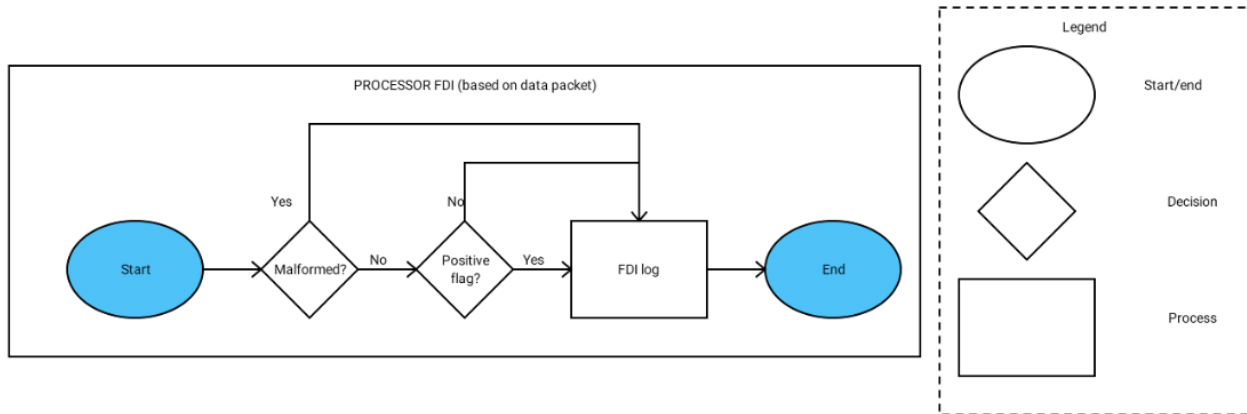 PROCESSOR FDI (based on data packet)
Yes
No
Start
Malformed?
No
Positive
flag?
Yes
FDI log
End
Legend
Start/end
Decision
Process